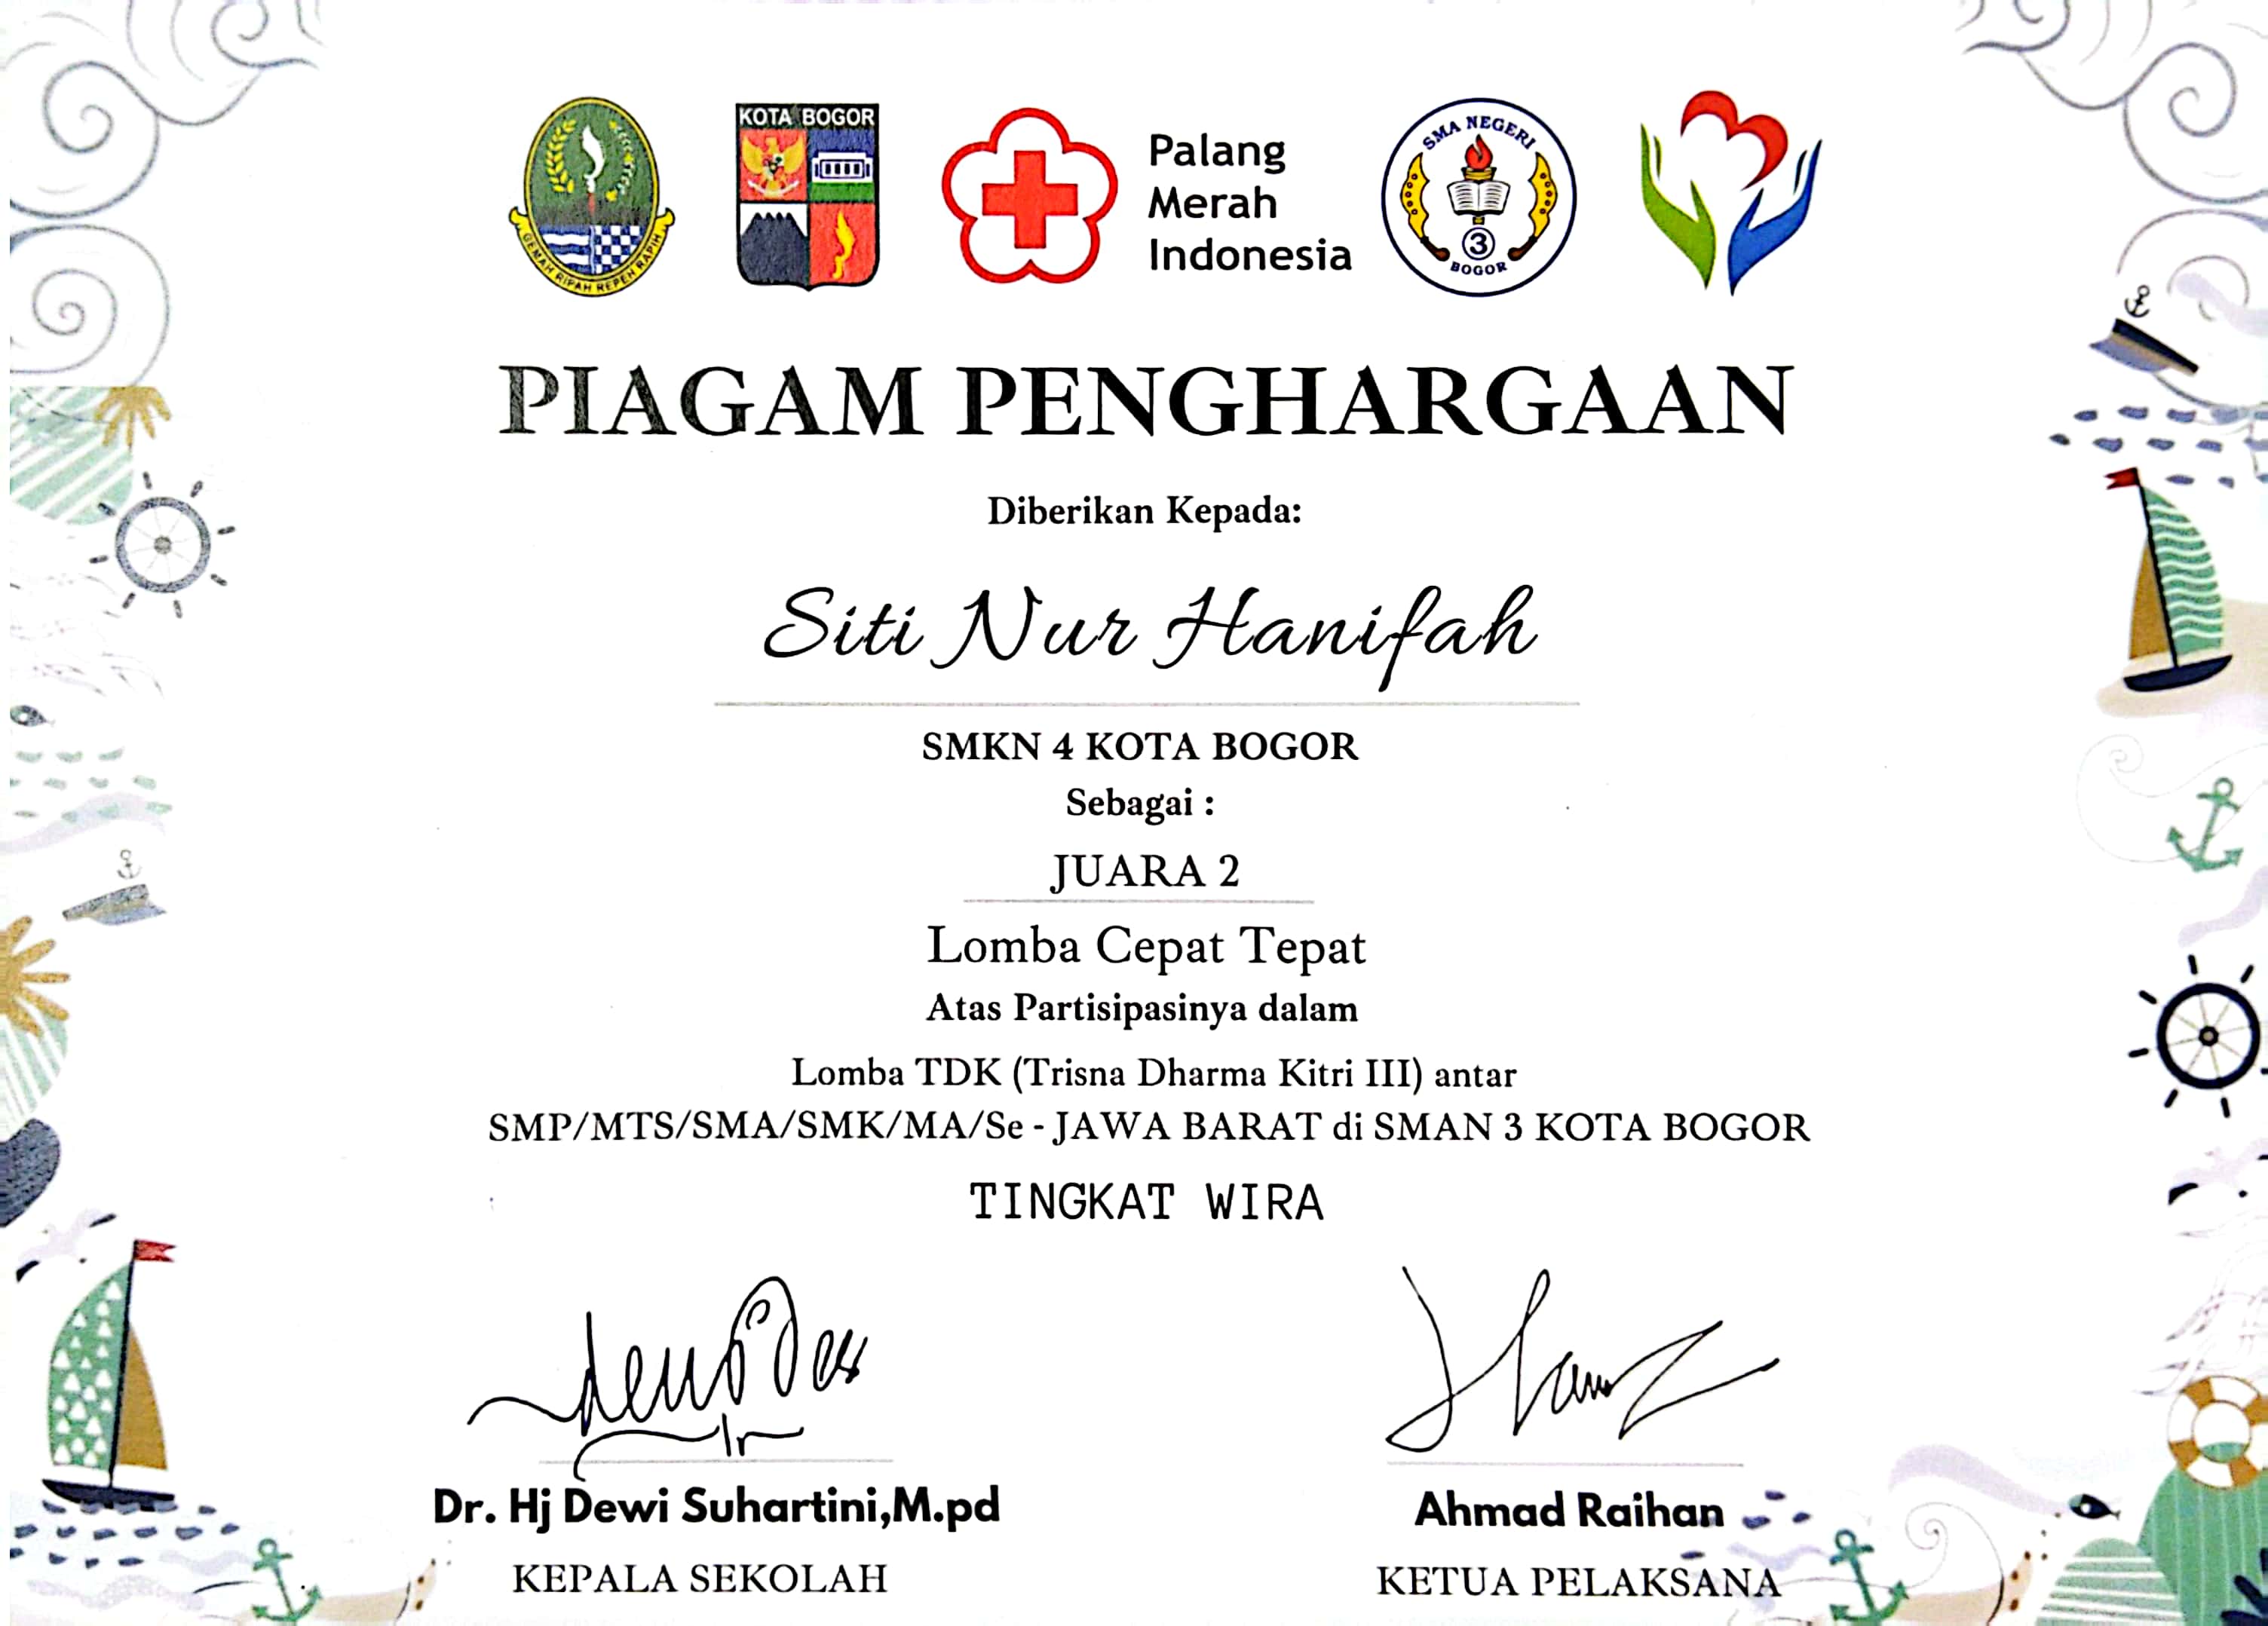 GEMAH RIPAH REPEH RAPIH
KOTA BOGOR
Palang
Merah
Indonesia
SMA NEGERI
3
BOGOR
PIAGAM PENGHARGAAN
Diberikan Kepada:
Siti Nur Hanifah
SMKN 4 KOTA BOGOR
Sebagai :
JUARA 2
Lomba Cepat Tepat
Atas Partisipasinya dalam
Lomba TDK (Trisna Dharma Kitri III) antar
SMP/MTS/SMA/SMK/MA/Se - JAWA BARAT di SMAN 3 KOTA BOGOR
TINGKAT WIRA
Dr. Hj Dewi Suhartini,M.pd
KEPALA SEKOLAH
Ahmad Raihan
KETUA PELAKSANA